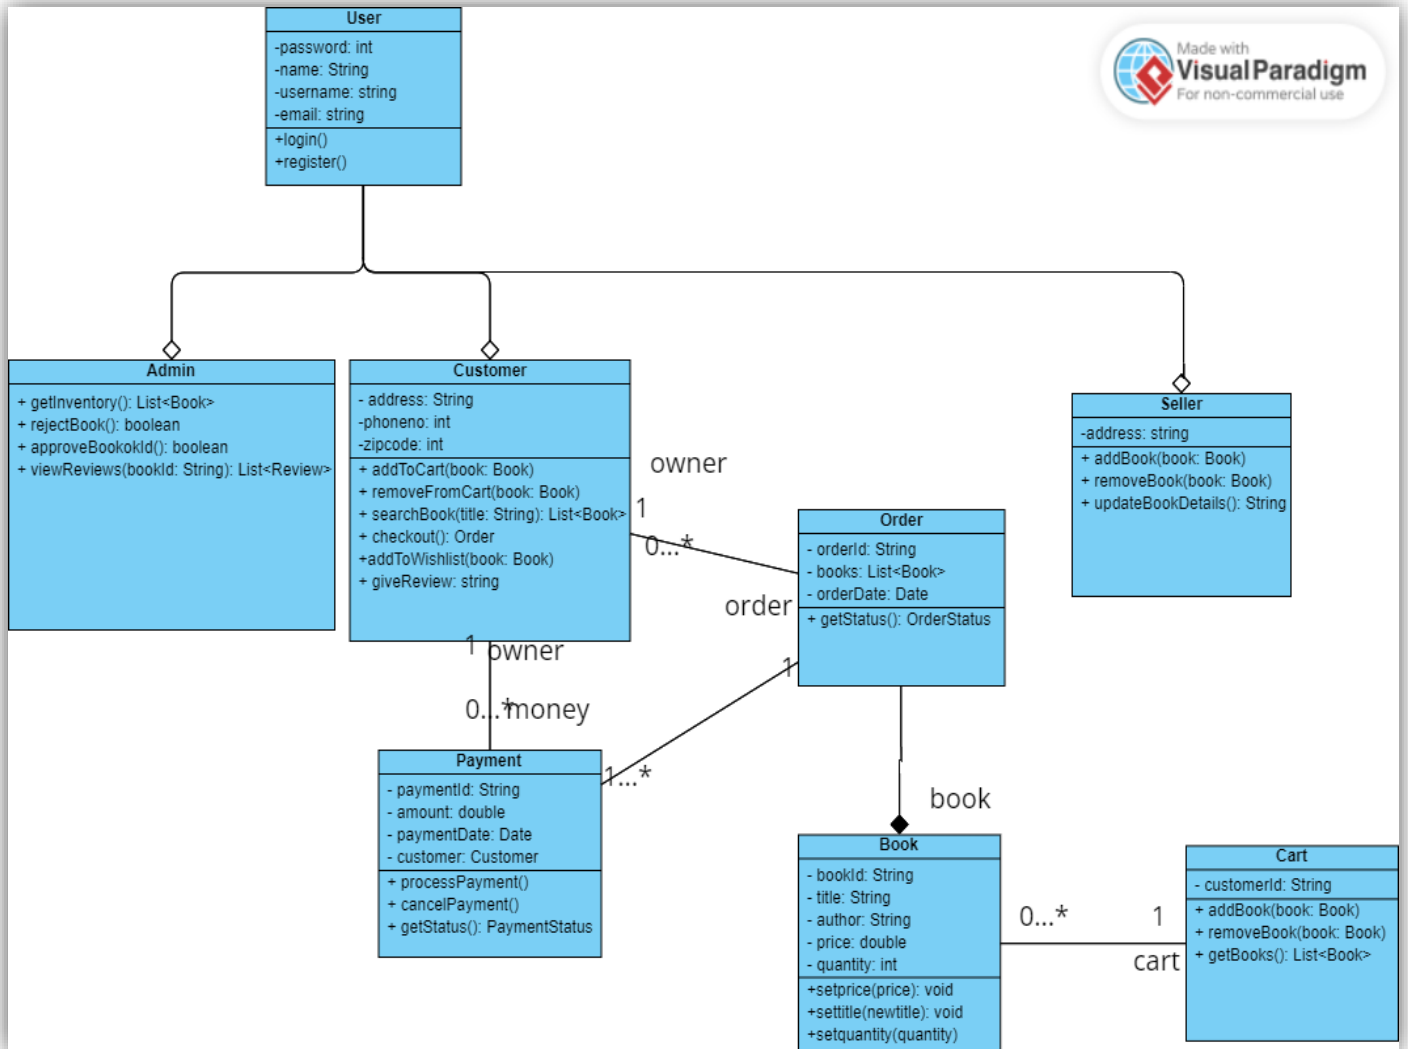 User
-password: int
-name: String
-username: string
-email: string
+login()
+register()
Made with
Visual Paradigm
For non-commercial use
Admin
+ getInventory(): List<Book>
+ rejectBook(): boolean
+ approveBookokId(): boolean
+ viewReviews(bookId: String): List<Review>
Customer
- address: String
-phoneno: int
-zipcode: int
+ addToCart(book: Book)
+ removeFromCart(book: Book)
+ searchBook(title: String): List<Book>
+ checkout(): Order
+addToWishlist(book: Book)
+ giveReview: string
Seller
-address: string
+ addBook(book: Book)
+ removeBook(book: Book)
+ updateBookDetails(): String
owner
1
0...*
order
1
Order
- orderId: String
- books: List<Book>
- orderDate: Date
+ getStatus(): OrderStatus
1
owner
0...*
money
1...*
Payment
- paymentId: String
- amount: double
- paymentDate: Date
- customer: Customer
+ processPayment()
+ cancelPayment()
+ getStatus(): PaymentStatus
book
Book
- bookId: String
- title: String
- author: String
- price: double
- quantity: int
+setprice(price): void
+settitle(newtitle): void
+setquantity(quantity)
0...*
1
cart
Cart
- customerId: String
+ addBook(book: Book)
+ removeBook(book: Book)
+ getBooks(): List<Book>